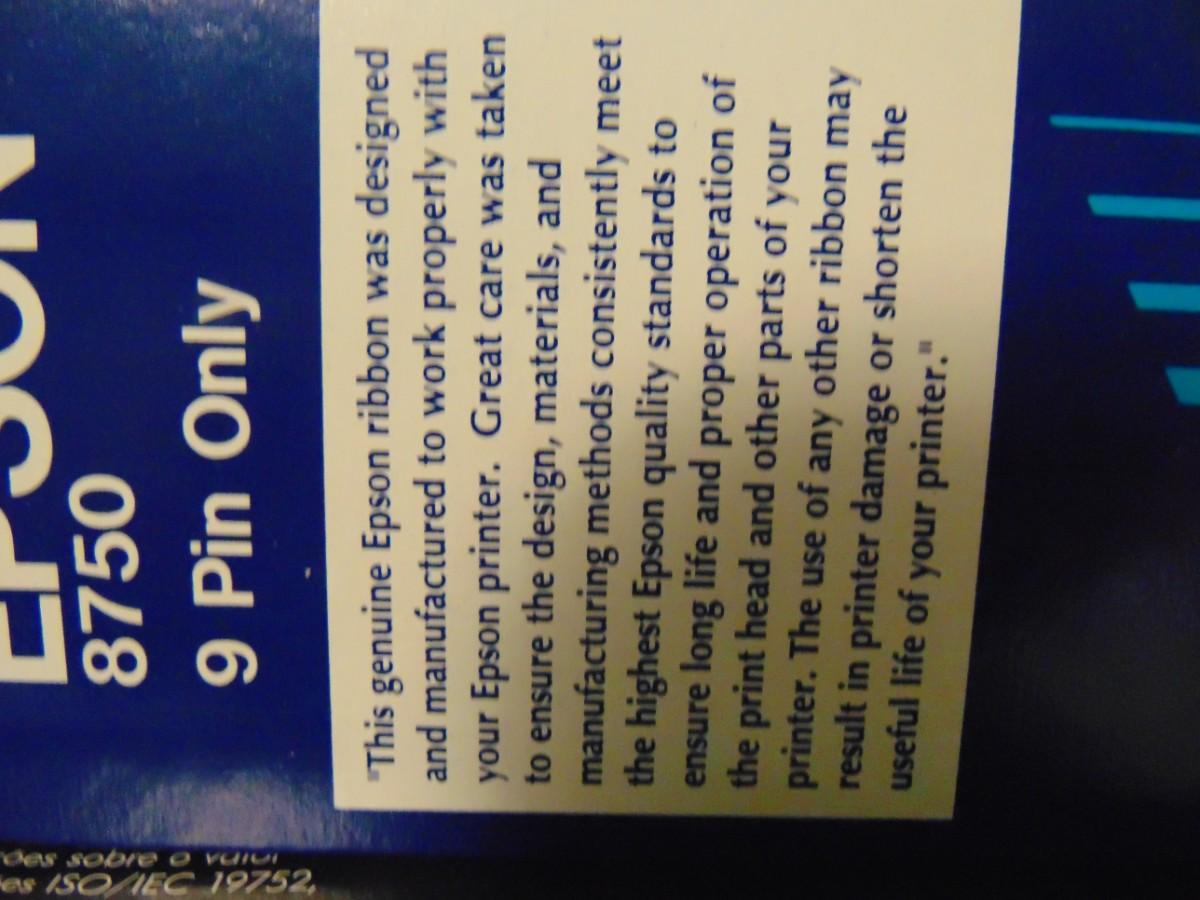 EPSON
8750
9 Pin Only
"This genuine Epson ribbon was designed
and manufactured to work properly with
your Epson printer. Great care was taken
to ensure the design, materials, and
manufacturing methods consistently meet
the highest Epson quality standards to
ensure long life and proper operation of
the print head and other parts of your
printer. The use of any other ribbon may
result in printer damage or shorten the
useful life of your printer."
sobre o
ISO/IEC 19752,